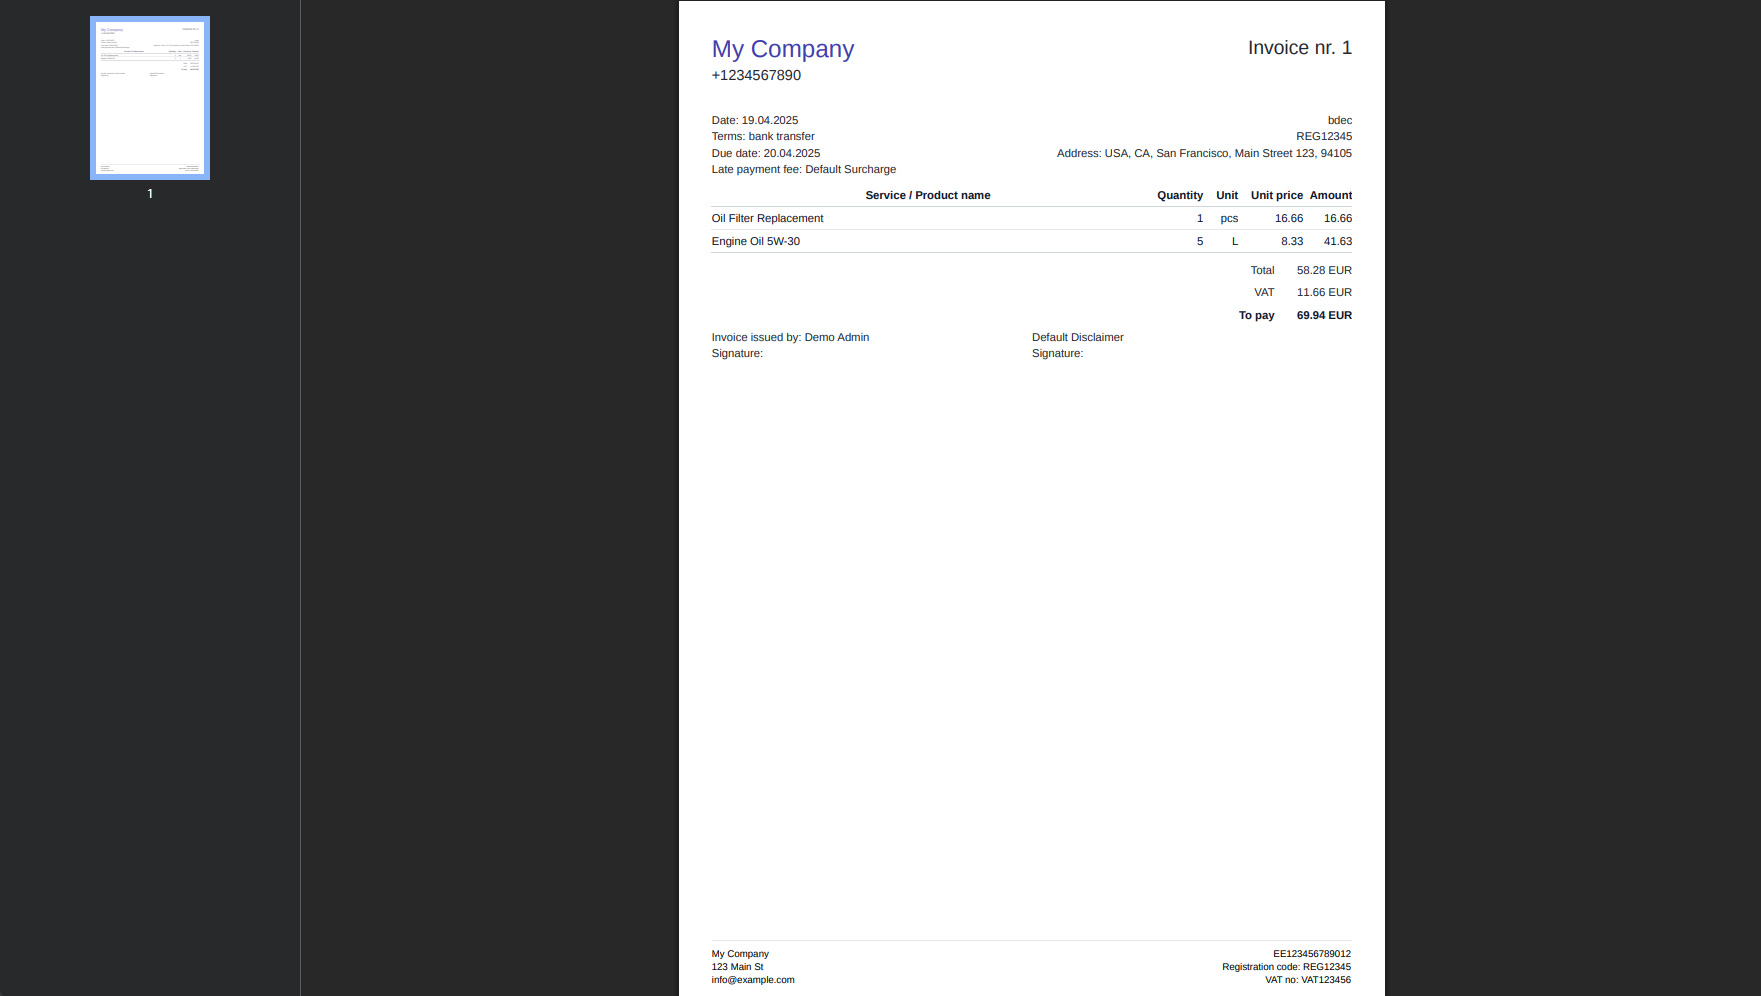 My Company
Invoice nr. 1
+1234567890
Date: 19.04.2025
bdec
Terms: bank transfer
REG12345
Due date: 20.04.2025
Address: USA, CA, San Francisco, Main Street 123, 94105
Late payment fee: Default Surcharge
Service / Product name Quantity Unit Unit price Amount
Oil Filter Replacement 1 pcs 16.66 16.66
Engine Oil 5W-30 5 L 8.33 41.63
Total 58.28 EUR
VAT 11.66 EUR
To pay 69.94 EUR
Invoice issued by: Demo Admin
Default Disclaimer
Signature:
Signature:
My Company
EE123456789012
123 Main St
Registration code: REG12345
info@example.com
VAT no: VAT123456
1